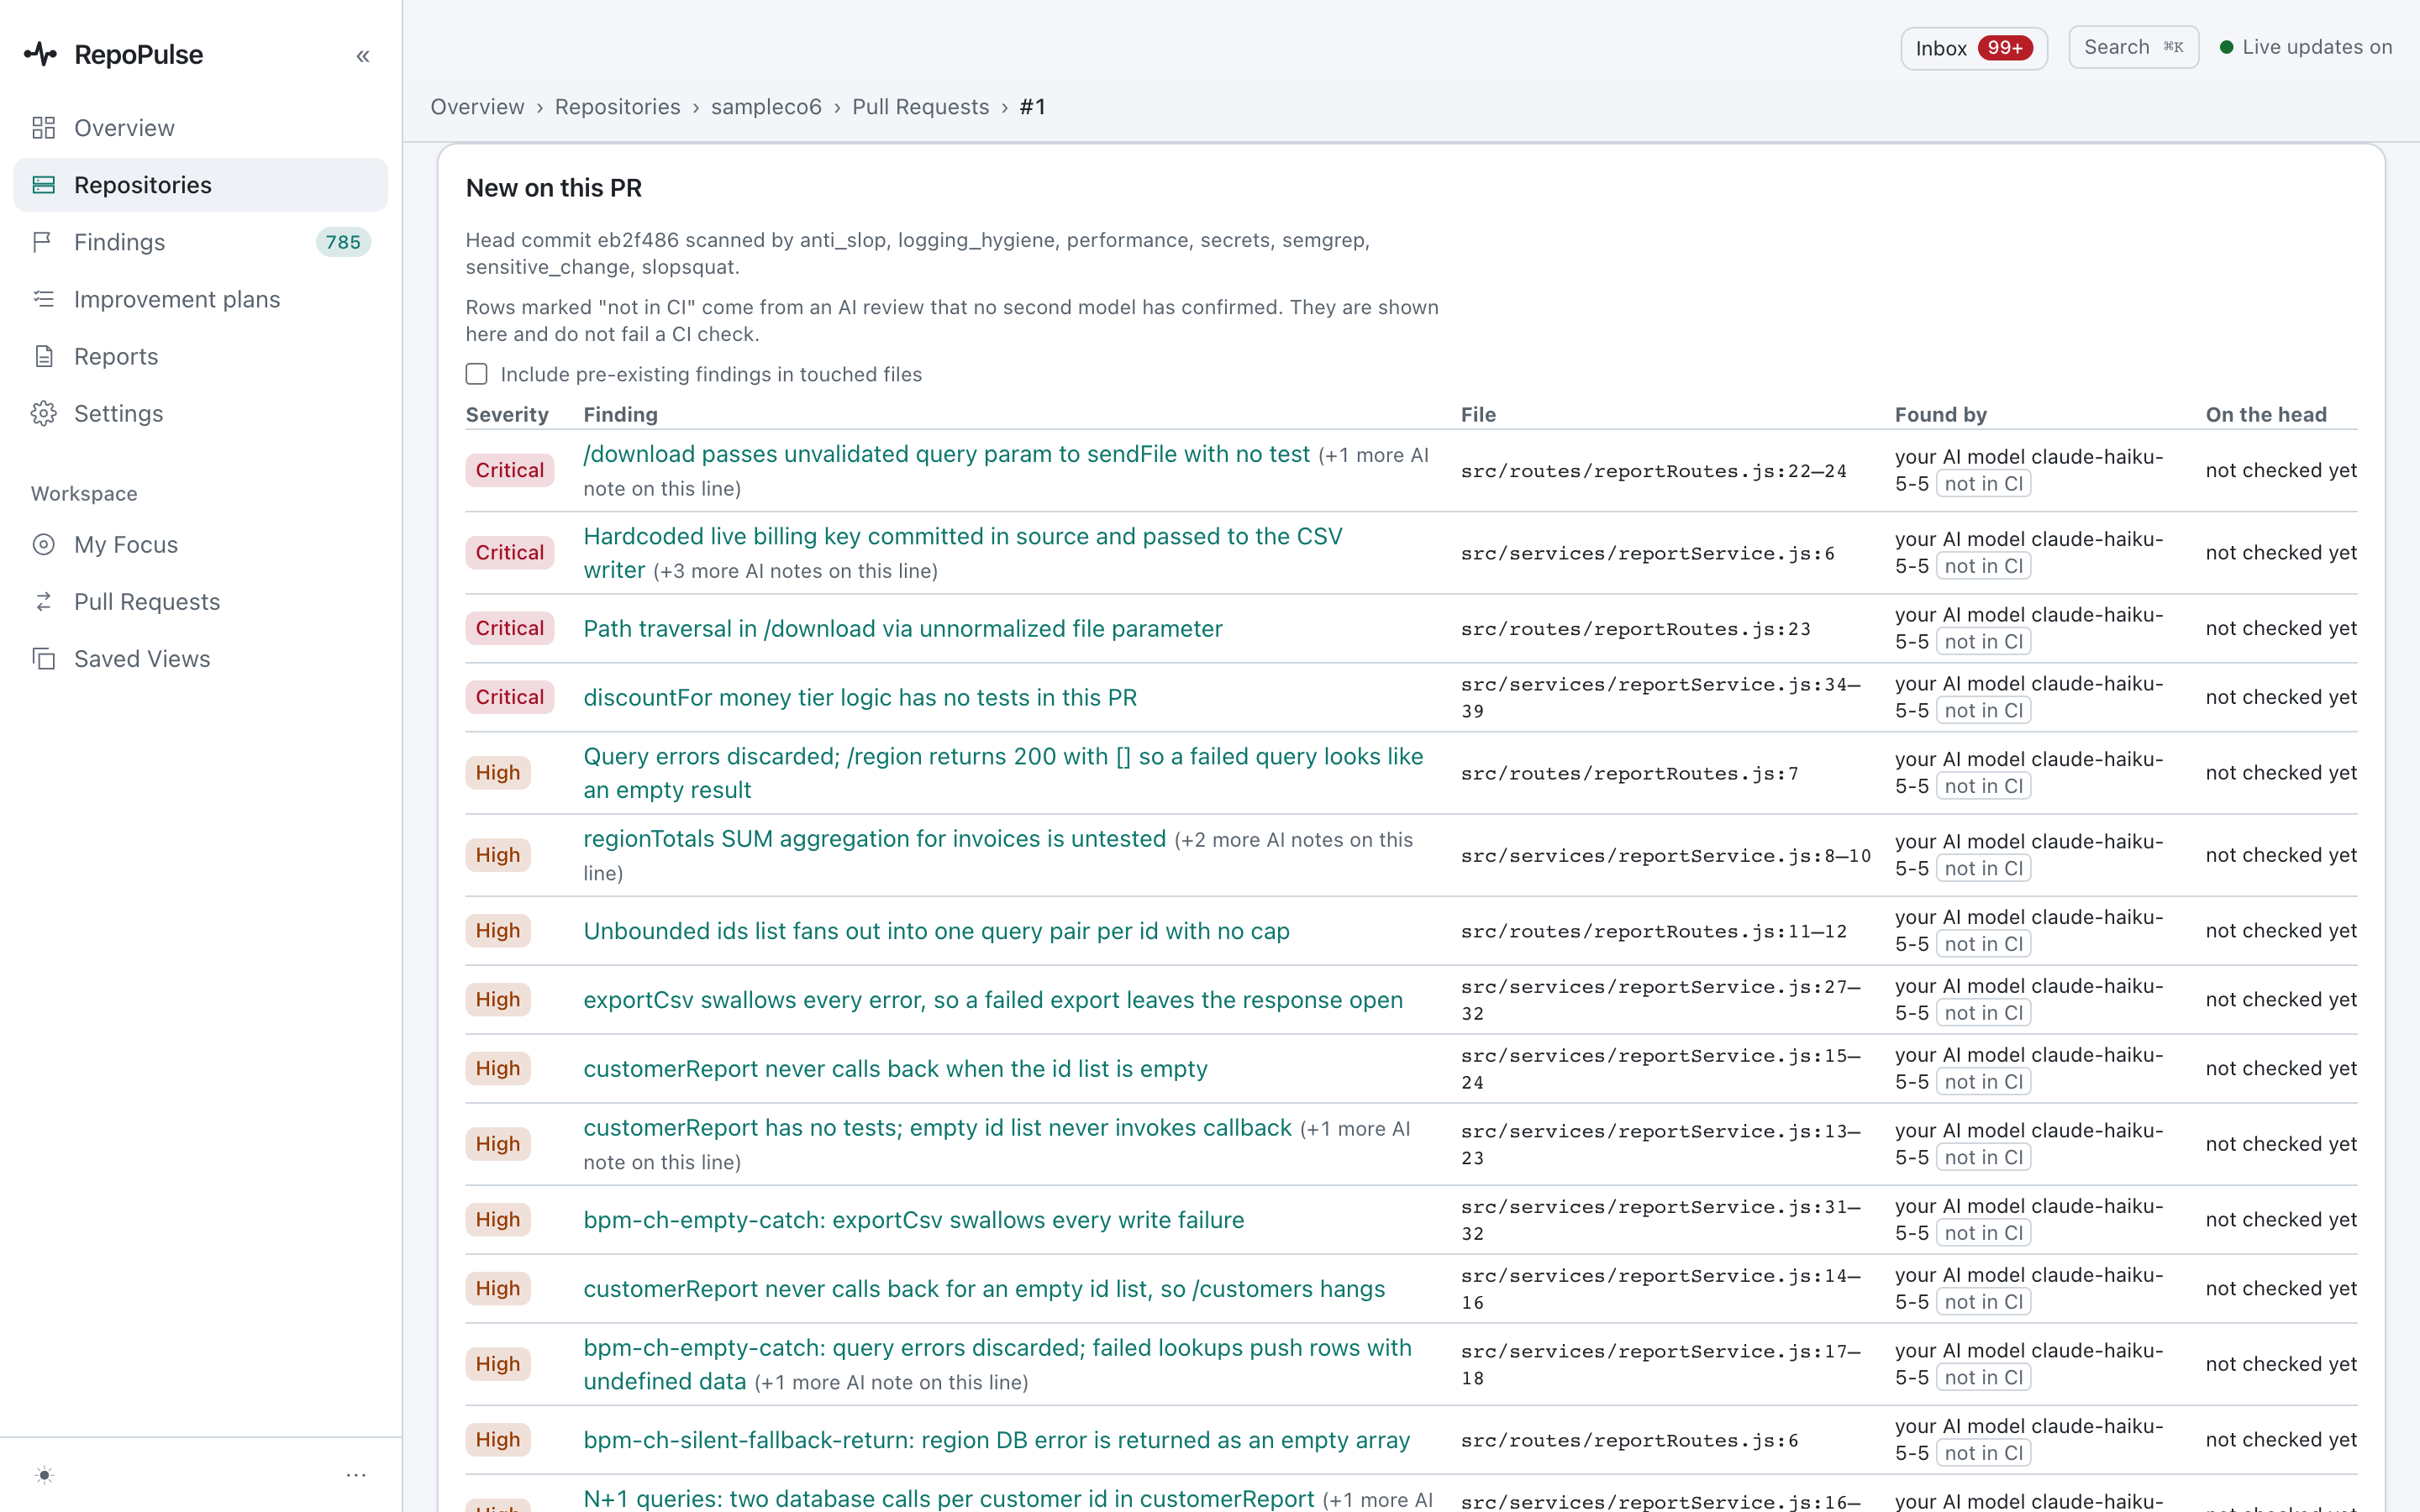 RepoPulse
«
Overview
Repositories
Findings 785
Improvement plans
Reports
Settings
Workspace
My Focus
Pull Requests
Saved Views
...
Inbox 99+
Search ⌘K
Live updates on
Overview › Repositories › sampleco6 › Pull Requests › #1
New on this PR
Head commit eb2f486 scanned by anti_slop, logging_hygiene, performance, secrets, semgrep,
sensitive_change, slopsquat.
Rows marked "not in CI" come from an AI review that no second model has confirmed. They are shown
here and do not fail a CI check.
Include pre-existing findings in touched files
Severity Finding File Found by On the head
Critical /download passes unvalidated query param to sendFile with no test (+1 more AI
note on this line) src/routes/reportRoutes.js:22–24 your AI model claude-haiku-
5-5 not in CI not checked yet
Critical Hardcoded live billing key committed in source and passed to the CSV
writer (+3 more AI notes on this line) src/services/reportService.js:6 your AI model claude-haiku-
5-5 not in CI not checked yet
Critical Path traversal in /download via unnormalized file parameter src/routes/reportRoutes.js:23 your AI model claude-haiku-
5-5 not in CI not checked yet
Critical discountFor money tier logic has no tests in this PR src/services/reportService.js:34–
39 your AI model claude-haiku-
5-5 not in CI not checked yet
High Query errors discarded; /region returns 200 with [] so a failed query looks like
an empty result src/routes/reportRoutes.js:7 your AI model claude-haiku-
5-5 not in CI not checked yet
High regionTotals SUM aggregation for invoices is untested (+2 more AI notes on this
line) src/services/reportService.js:8–10 your AI model claude-haiku-
5-5 not in CI not checked yet
High Unbounded ids list fans out into one query pair per id with no cap src/routes/reportRoutes.js:11–12 your AI model claude-haiku-
5-5 not in CI not checked yet
High exportCsv swallows every error, so a failed export leaves the response open src/services/reportService.js:27–
32 your AI model claude-haiku-
5-5 not in CI not checked yet
High customerReport never calls back when the id list is empty src/services/reportService.js:15–
24 your AI model claude-haiku-
5-5 not in CI not checked yet
High customerReport has no tests; empty id list never invokes callback (+1 more AI
note on this line) src/services/reportService.js:13–
23 your AI model claude-haiku-
5-5 not in CI not checked yet
High bpm-ch-empty-catch: exportCsv swallows every write failure src/services/reportService.js:31–
32 your AI model claude-haiku-
5-5 not in CI not checked yet
High customerReport never calls back for an empty id list, so /customers hangs src/services/reportService.js:14–
16 your AI model claude-haiku-
5-5 not in CI not checked yet
High bpm-ch-empty-catch: query errors discarded; failed lookups push rows with
undefined data (+1 more AI note on this line) src/services/reportService.js:17–
18 your AI model claude-haiku-
5-5 not in CI not checked yet
High bpm-ch-silent-fallback-return: region DB error is returned as an empty array src/routes/reportRoutes.js:6 your AI model claude-haiku-
5-5 not in CI not checked yet
N+1 queries: two database calls per customer id in customerReport (+1 more AI src/services/reportService.js:16– your AI model claude-haiku-